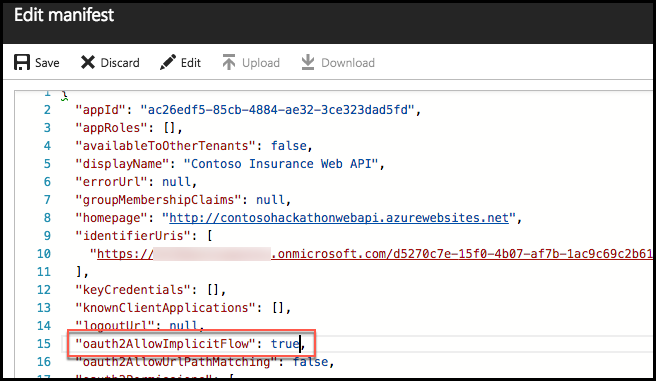 Edit manifest
Save Discard Edit Upload Download
1 {
2 "appId": "ac26edf5-85cb-4884-ae32-3ce323dad5fd",
3 "appRoles": [],
4 "availableToOtherTenants": false,
5 "displayName": "Contoso Insurance Web API",
6 "errorUrl": null,
7 "groupMembershipClaims": null,
8 "homepage": "http://contosohackathonwebapi.azurewebsites.net",
9 "identifierUris": [
10 "https://.onmicrosoft.com/d5270c7e-15f0-4b07-af7b-1ac9c69c2b61
11 ],
12 "keyCredentials": [],
13 "knownClientApplications": [],
14 "logoutUrl": null,
15 "oauth2AllowImplicitFlow": true,
16 "oauth2AllowUrlPathMatching": false,
17 "oauth2Permissions": [